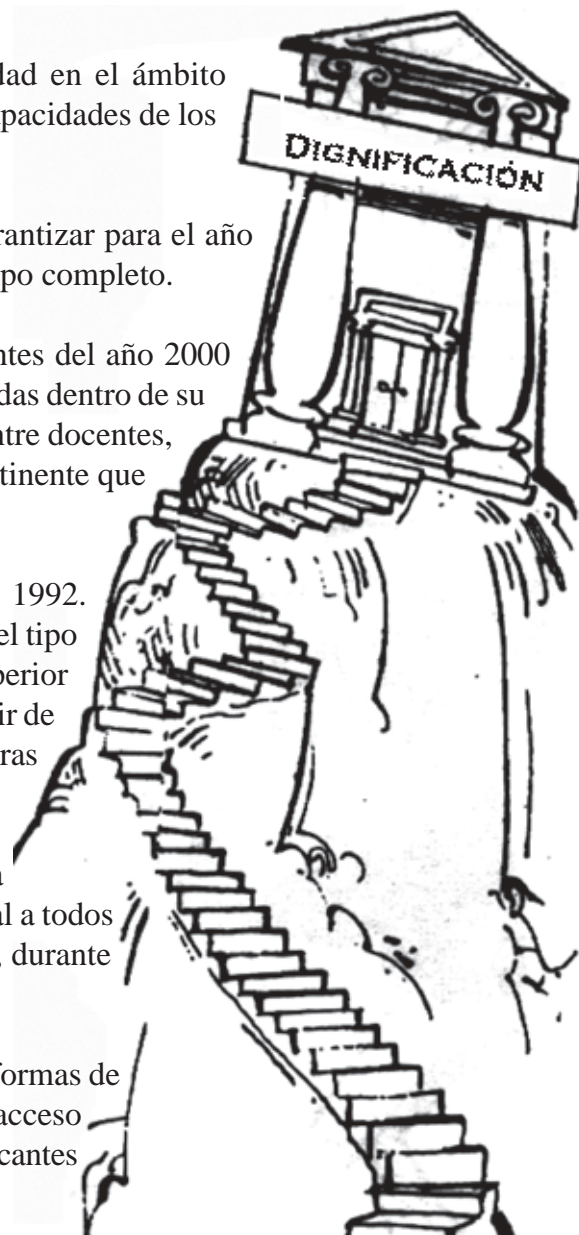 dad en el ámbito
pacidades de los
DIGNIFICACIÓN
rantizar para el año
po completo.
ntes del año 2000
das dentro de su
ntre docentes,
tinente que
1992.
el tipo
perior
ir de
ras
a
al a todos
, durante
formas de
acceso
cantes